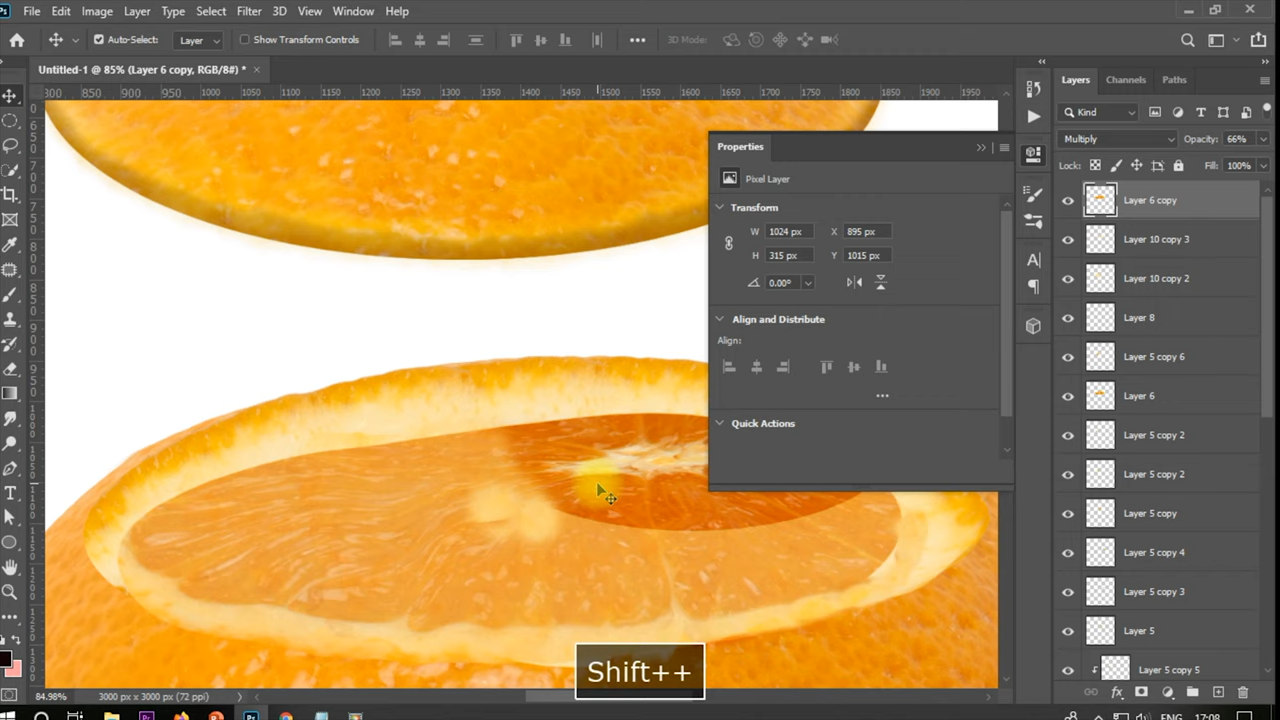 Ps File Edit Image Layer Type Select Filter 3D View Window Help
Auto-Select: Layer Show Transform Controls 3D Mode:
Untitled-1 @ 85% (Layer 6 copy, RGB/8#) * ×
300 850 900 950 1000 1050 1100 1150 1200 1250 1300 1350 1400 1450 1500 1550 1600 1650 1700 1750 1800 1850 1900 1950
Layers Channels Paths
Kind
Multiply Opacity: 66%
Lock: Fill: 100%
Properties
Pixel Layer
Transform
W 1024 px X 895 px
H 315 px Y 1015 px
0.00°
Align and Distribute
Align:
Quick Actions
Layer 6 copy
Layer 10 copy 3
Layer 10 copy 2
Layer 8
Layer 5 copy 6
Layer 6
Layer 5 copy 2
Layer 5 copy 2
Layer 5 copy
Layer 5 copy 4
Layer 5 copy 3
Layer 5
Layer 5 copy 5
Shift++
84.98% 3000 px x 3000 px (72 ppi)
ENG 17:08